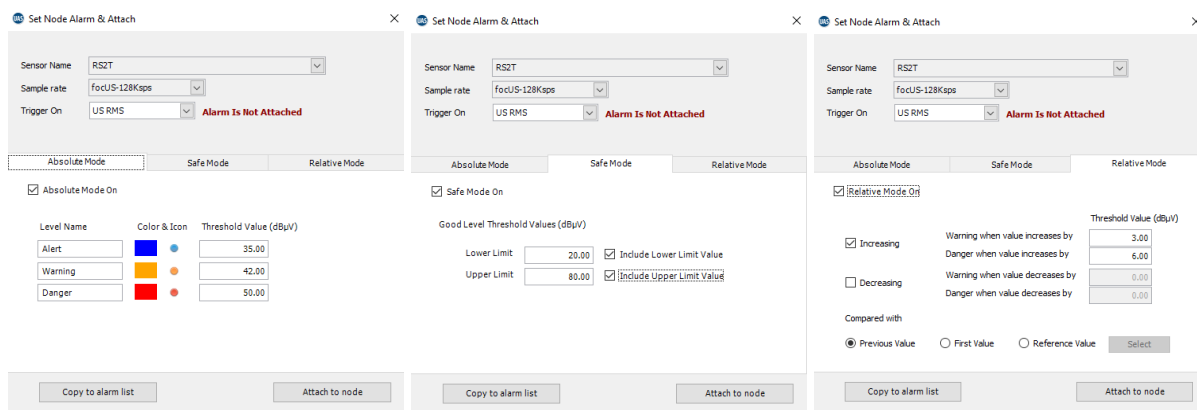 UAS Set Node Alarm & Attach
Sensor Name RS2T
Sample rate focUS-128Ksps
Trigger On US RMS Alarm Is Not Attached
Absolute Mode Safe Mode Relative Mode
Absolute Mode On
Level Name Color & Icon Threshold Value (dBµV)
Alert 35.00
Warning 42.00
Danger 50.00
Copy to alarm list Attach to node
UAS Set Node Alarm & Attach
Sensor Name RS2T
Sample rate focUS-128Ksps
Trigger On US RMS Alarm Is Not Attached
Absolute Mode Safe Mode Relative Mode
Safe Mode On
Good Level Threshold Values (dBµV)
Lower Limit 20.00 Include Lower Limit Value
Upper Limit 80.00 Include Upper Limit Value
Copy to alarm list Attach to node
UAS Set Node Alarm & Attach
Sensor Name RS2T
Sample rate focUS-128Ksps
Trigger On US RMS Alarm Is Not Attached
Absolute Mode Safe Mode Relative Mode
Relative Mode On
Threshold Value (dBµV)
Increasing
Warning when value increases by 3.00
Danger when value increases by 6.00
Decreasing
Warning when value decreases by 0.00
Danger when value decreases by 0.00
Compared with
Previous Value First Value Reference Value Select
Copy to alarm list Attach to node